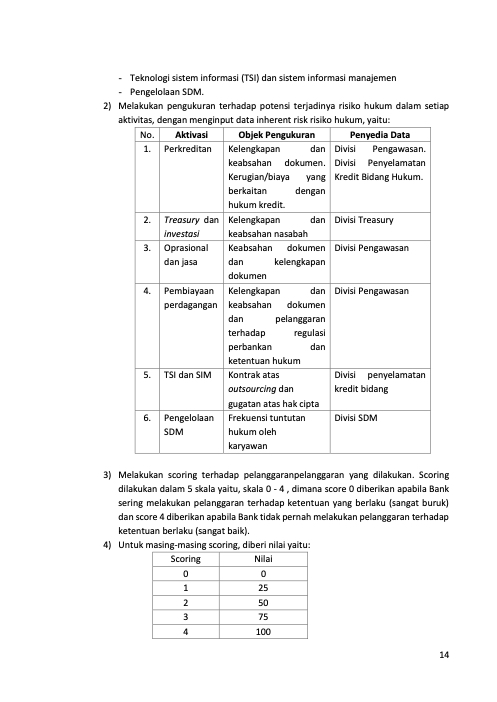 - Teknologi sistem informasi (TSI) dan sistem informasi manajemen
- Pengelolaan SDM.
2) Melakukan pengukuran terhadap potensi terjadinya risiko hukum dalam setiap
aktivitas, dengan menginput data inherent risk risiko hukum, yaitu:
No. Aktivasi Objek Pengukuran Penyedia Data
1. Perkreditan Kelengkapan dan Divisi Pengawasan.
keabsahan dokumen. Divisi Penyelamatan
Kerugian/biaya yang Kredit Bidang Hukum.
berkaitan dengan
hukum kredit.
2. Treasury dan Kelengkapan dan Divisi Treasury
investasi keabsahan nasabah
3. Oprasional Keabsahan dokumen Divisi Pengawasan
dan jasa dan kelengkapan
dokumen
4. Pembiayaan Kelengkapan dan Divisi Pengawasan
perdagangan keabsahan dokumen
dan pelanggaran
terhadap regulasi
perbankan dan
ketentuan hukum
5. TSI dan SIM Kontrak atas Divisi penyelamatan
outsourcing dan kredit bidang
gugatan atas hak cipta
6. Pengelolaan Frekuensi tuntutan Divisi SDM
SDM hukum oleh
karyawan
3) Melakukan scoring terhadap pelanggaranpelanggaran yang dilakukan. Scoring
dilakukan dalam 5 skala yaitu, skala 0 - 4 , dimana score 0 diberikan apabila Bank
sering melakukan pelanggaran terhadap ketentuan yang berlaku (sangat buruk)
dan score 4 diberikan apabila Bank tidak pernah melakukan pelanggaran terhadap
ketentuan berlaku (sangat baik).
4) Untuk masing-masing scoring, diberi nilai yaitu:
Scoring Nilai
0 0
1 25
2 50
3 75
4 100
14